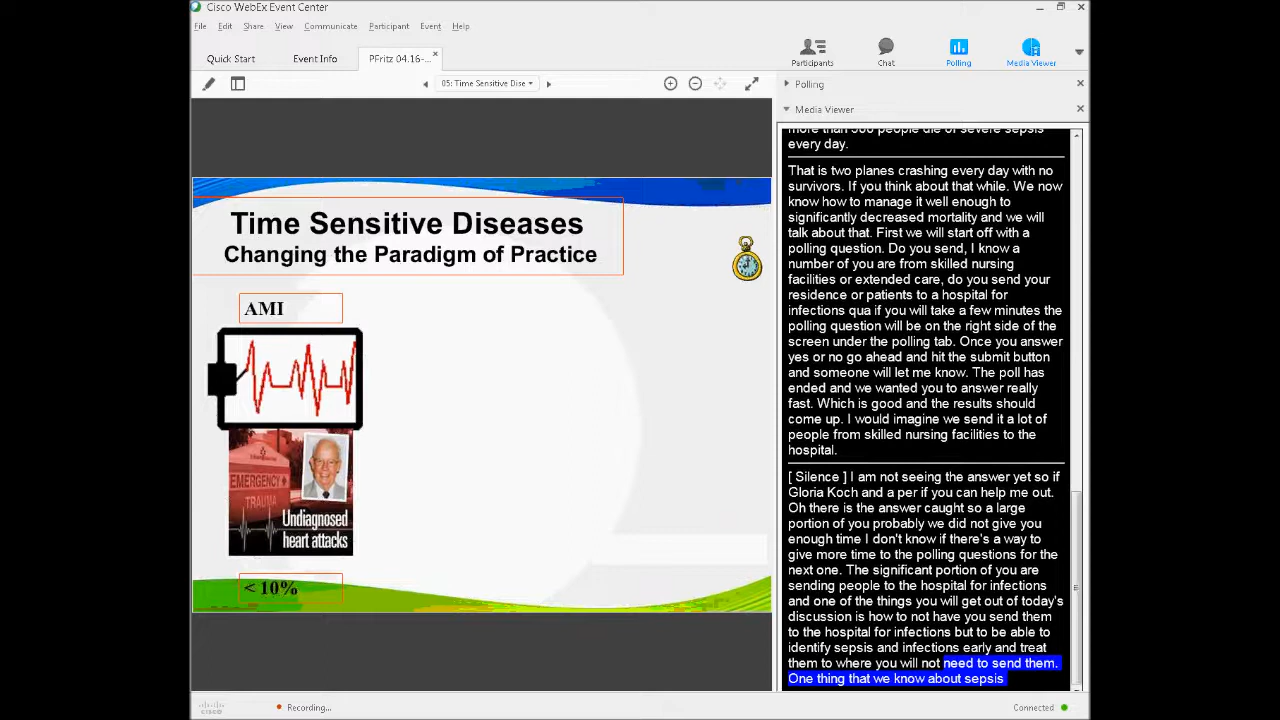 Cisco WebEx Event Center
File Edit Share View Communicate Participant Event Help
Quick Start Event Info PFritz 04.16-...
Participants Chat Polling Media Viewer
05: Time Sensitive Dise
Polling
Media Viewer
Time Sensitive Diseases
Changing the Paradigm of Practice
AMI
EMERGENCY
TRAUMA
Undiagnosed
heart attacks
< 10%
more than 500 people die of severe sepsis
every day.
That is two planes crashing every day with no
survivors. If you think about that while. We now
know how to manage it well enough to
significantly decreased mortality and we will
talk about that. First we will start off with a
polling question. Do you send, I know a
number of you are from skilled nursing
facilities or extended care, do you send your
residence or patients to a hospital for
infections qua if you will take a few minutes the
polling question will be on the right side of the
screen under the polling tab. Once you answer
yes or no go ahead and hit the submit button
and someone will let me know. The poll has
ended and we wanted you to answer really
fast. Which is good and the results should
come up. I would imagine we send it a lot of
people from skilled nursing facilities to the
hospital.
[ Silence ] I am not seeing the answer yet so if
Gloria Koch and a per if you can help me out.
Oh there is the answer caught so a large
portion of you probably we did not give you
enough time I don't know if there's a way to
give more time to the polling questions for the
next one. The significant portion of you are
sending people to the hospital for infections
and one of the things you will get out of today's
discussion is how to not have you send them
to the hospital for infections but to be able to
identify sepsis and infections early and treat
them to where you will not need to send them.
One thing that we know about sepsis
cisco Recording... Connected